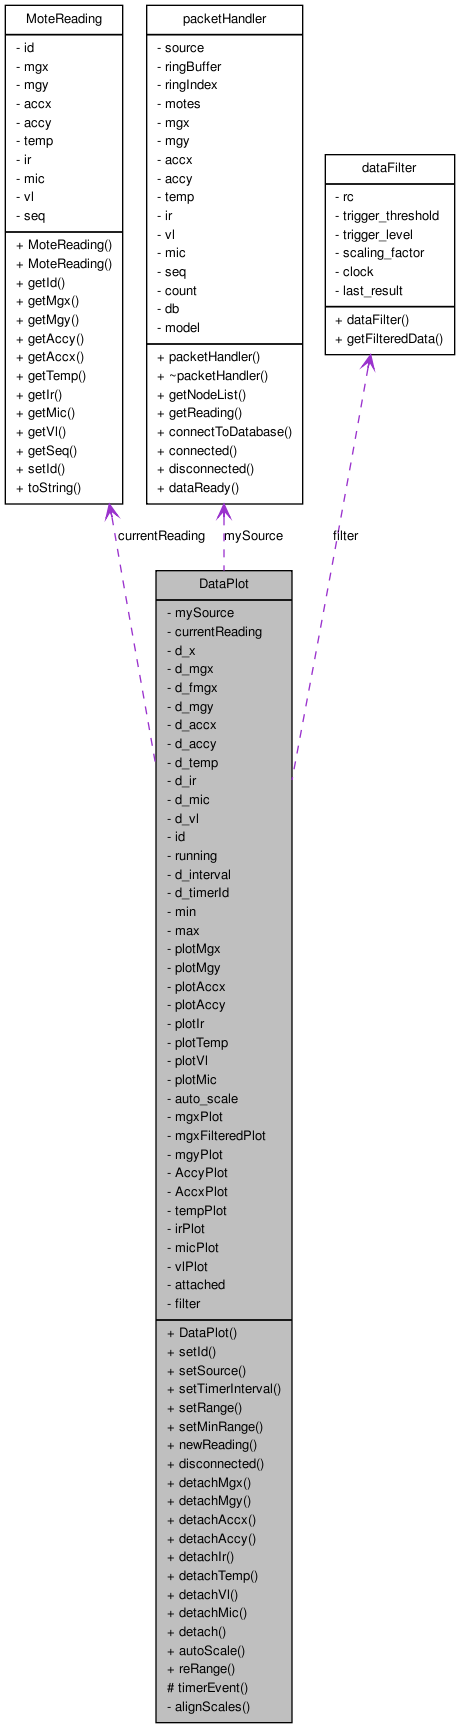 MoteReading
- id
- mgx
- mgy
- accx
- accy
- temp
- ir
- mic
- vl
- seq
+ MoteReading()
+ MoteReading()
+ getId()
+ getMgx()
+ getMgy()
+ getAccy()
+ getAccx()
+ getTemp()
+ getIr()
+ getMic()
+ getVl()
+ getSeq()
+ setId()
+ toString()
packetHandler
- source
- ringBuffer
- ringIndex
- motes
- mgx
- mgy
- accx
- accy
- temp
- ir
- vl
- mic
- seq
- count
- db
- model
+ packetHandler()
+ ~packetHandler()
+ getNodeList()
+ getReading()
+ connectToDatabase()
+ connected()
+ disconnected()
+ dataReady()
dataFilter
- rc
- trigger_threshold
- trigger_level
- scaling_factor
- clock
- last_result
+ dataFilter()
+ getFilteredData()
currentReading
mySource
filter
DataPlot
- mySource
- currentReading
- d_x
- d_mgx
- d_fmgx
- d_mgy
- d_accx
- d_accy
- d_temp
- d_ir
- d_mic
- d_vl
- id
- running
- d_interval
- d_timerId
- min
- max
- plotMgx
- plotMgy
- plotAccx
- plotAccy
- plotIr
- plotTemp
- plotVl
- plotMic
- auto_scale
- mgxPlot
- mgxFilteredPlot
- mgyPlot
- AccyPlot
- AccxPlot
- tempPlot
- irPlot
- micPlot
- vlPlot
- attached
- filter
+ DataPlot()
+ setId()
+ setSource()
+ setTimerInterval()
+ setRange()
+ setMinRange()
+ newReading()
+ disconnected()
+ detachMgx()
+ detachMgy()
+ detachAccx()
+ detachAccy()
+ detachIr()
+ detachTemp()
+ detachVl()
+ detachMic()
+ detach()
+ autoScale()
+ reRange()
# timerEvent()
- alignScales()